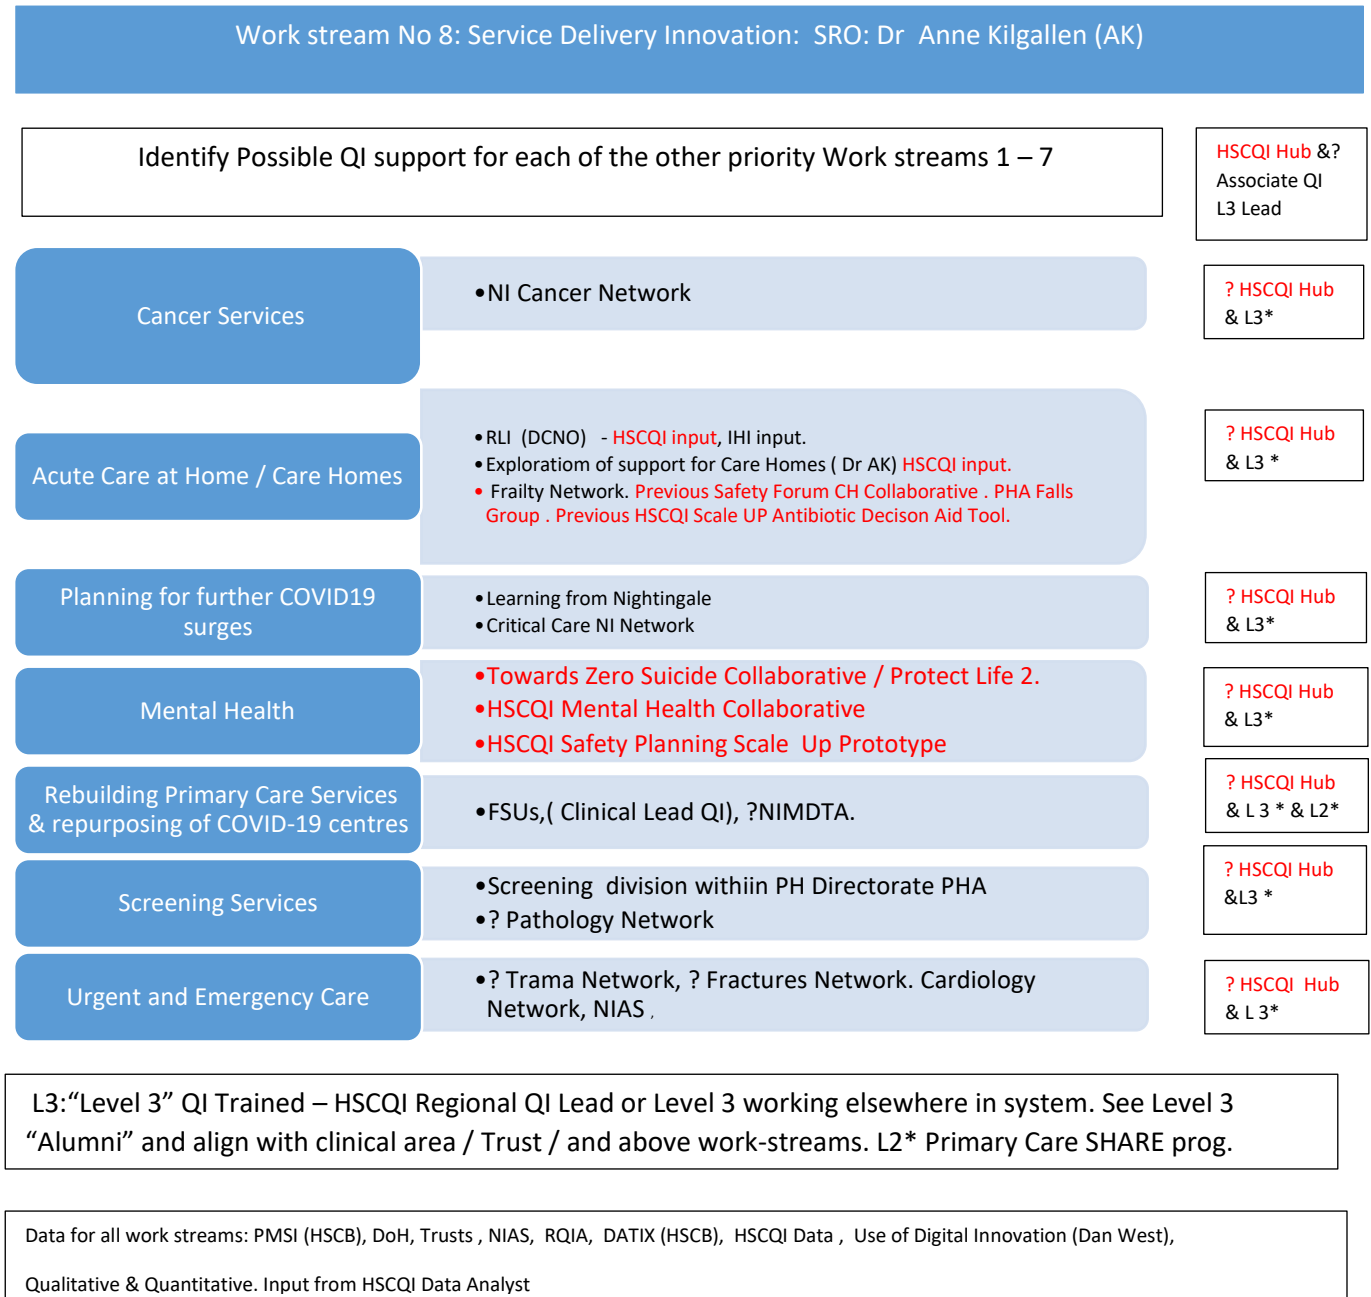 Work stream No 8: Service Delivery Innovation: SRO: Dr Anne Kilgallen (AK)
Identify Possible QI support for each of the other priority Work streams 1 – 7
HSCQI Hub &?
Associate QI
L3 Lead
Cancer Services
•NI Cancer Network
? HSCQI Hub
& L3*
Acute Care at Home / Care Homes
•RLI (DCNO) - HSCQI input, IHI input.
•Exploratiom of support for Care Homes ( Dr AK) HSCQI input.
• Frailty Network. Previous Safety Forum CH Collaborative . PHA Falls
Group . Previous HSCQI Scale UP Antibiotic Decison Aid Tool.
? HSCQI Hub
& L3 *
Planning for further COVID19
surges
•Learning from Nightingale
•Critical Care NI Network
? HSCQI Hub
& L3*
Mental Health
•Towards Zero Suicide Collaborative / Protect Life 2.
•HSCQI Mental Health Collaborative
•HSCQI Safety Planning Scale Up Prototype
? HSCQI Hub
& L3*
Rebuilding Primary Care Services
& repurposing of COVID-19 centres
•FSUs,( Clinical Lead QI), ?NIMDTA.
? HSCQI Hub
& L 3 * & L2*
Screening Services
•Screening division withiin PH Directorate PHA
•? Pathology Network
? HSCQI Hub
&L3 *
Urgent and Emergency Care
•? Trama Network, ? Fractures Network. Cardiology
Network, NIAS ,
? HSCQI Hub
& L 3*
L3:“Level 3” QI Trained – HSCQI Regional QI Lead or Level 3 working elsewhere in system. See Level 3
“Alumni” and align with clinical area / Trust / and above work-streams. L2* Primary Care SHARE prog.
Data for all work streams: PMSI (HSCB), DoH, Trusts , NIAS, RQIA, DATIX (HSCB), HSCQI Data , Use of Digital Innovation (Dan West),
Qualitative & Quantitative. Input from HSCQI Data Analyst